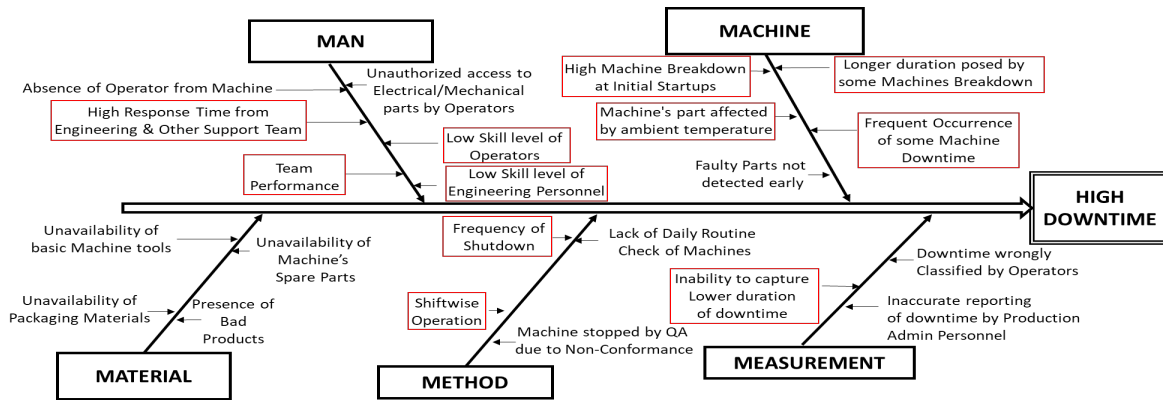 MAN
MACHINE
Absence of Operator from Machine
Unauthorized access to
Electrical/Mechanical
parts by Operators
High Response Time from
Engineering & Other Support Team
Low Skill level of
Operators
Team
Performance
Low Skill level of
Engineering Personnel
High Machine Breakdown
at Initial Startups
Longer duration posed by
some Machines Breakdown
Machine's part affected
by ambient temperature
Frequent Occurrence
of some Machine
Downtime
Faulty Parts not
detected early
HIGH
DOWNTIME
Unavailability of
basic Machine tools
Unavailability of
Machine’s
Spare Parts
Unavailability of
Packaging Materials
Presence of
Bad
Products
MATERIAL
Frequency of
Shutdown
Lack of Daily Routine
Check of Machines
Shiftwise
Operation
Machine stopped by QA
due to Non-Conformance
METHOD
Downtime wrongly
Classified by Operators
Inability to capture
Lower duration
of downtime
Inaccurate reporting
of downtime by Production
Admin Personnel
MEASUREMENT